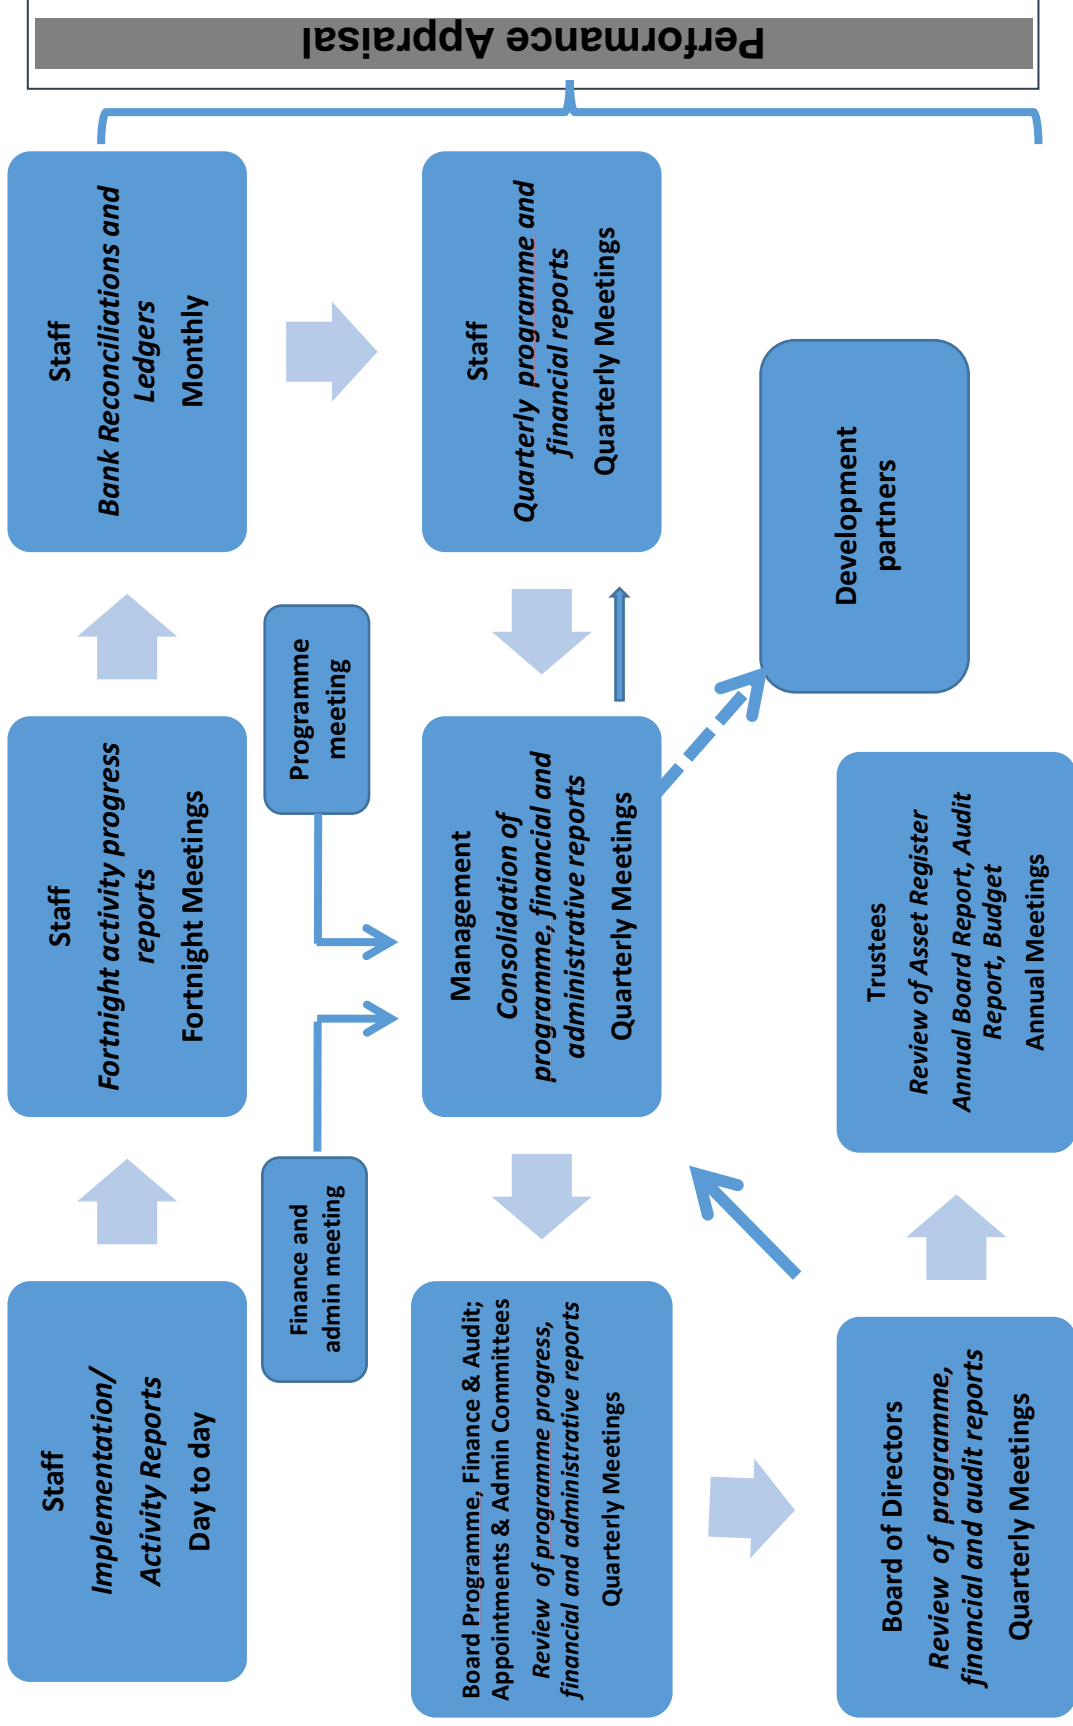 Staff
Implementation/
Activity Reports
Day to day
Staff
Fortnight activity progress
reports
Fortnight Meetings
Staff
Bank Reconciliations and
Ledgers
Monthly
Finance and
admin meeting
Programme
meeting
Board Programme, Finance & Audit;
Appointments & Admin Committees
Review of programme progress,
financial and administrative reports
Quarterly Meetings
Management
Consolidation of
programme, financial and
administrative reports
Quarterly Meetings
Staff
Quarterly programme and
financial reports
Quarterly Meetings
Board of Directors
Review of programme,
financial and audit reports
Quarterly Meetings
Trustees
Review of Asset Register
Annual Board Report, Audit
Report, Budget
Annual Meetings
Development
partners
Performance Appraisal